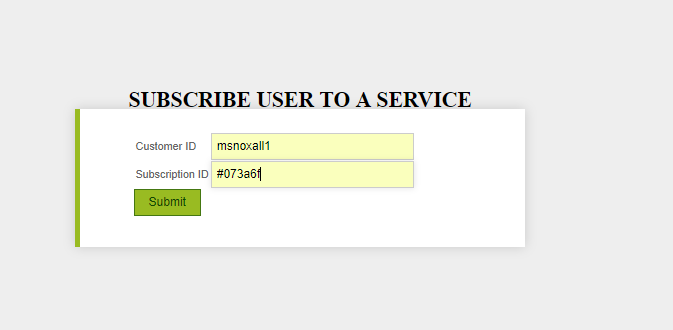 SUBSCRIBE USER TO A SERVICE
Customer ID msnoxall1
Subscription ID #073a6f
Submit